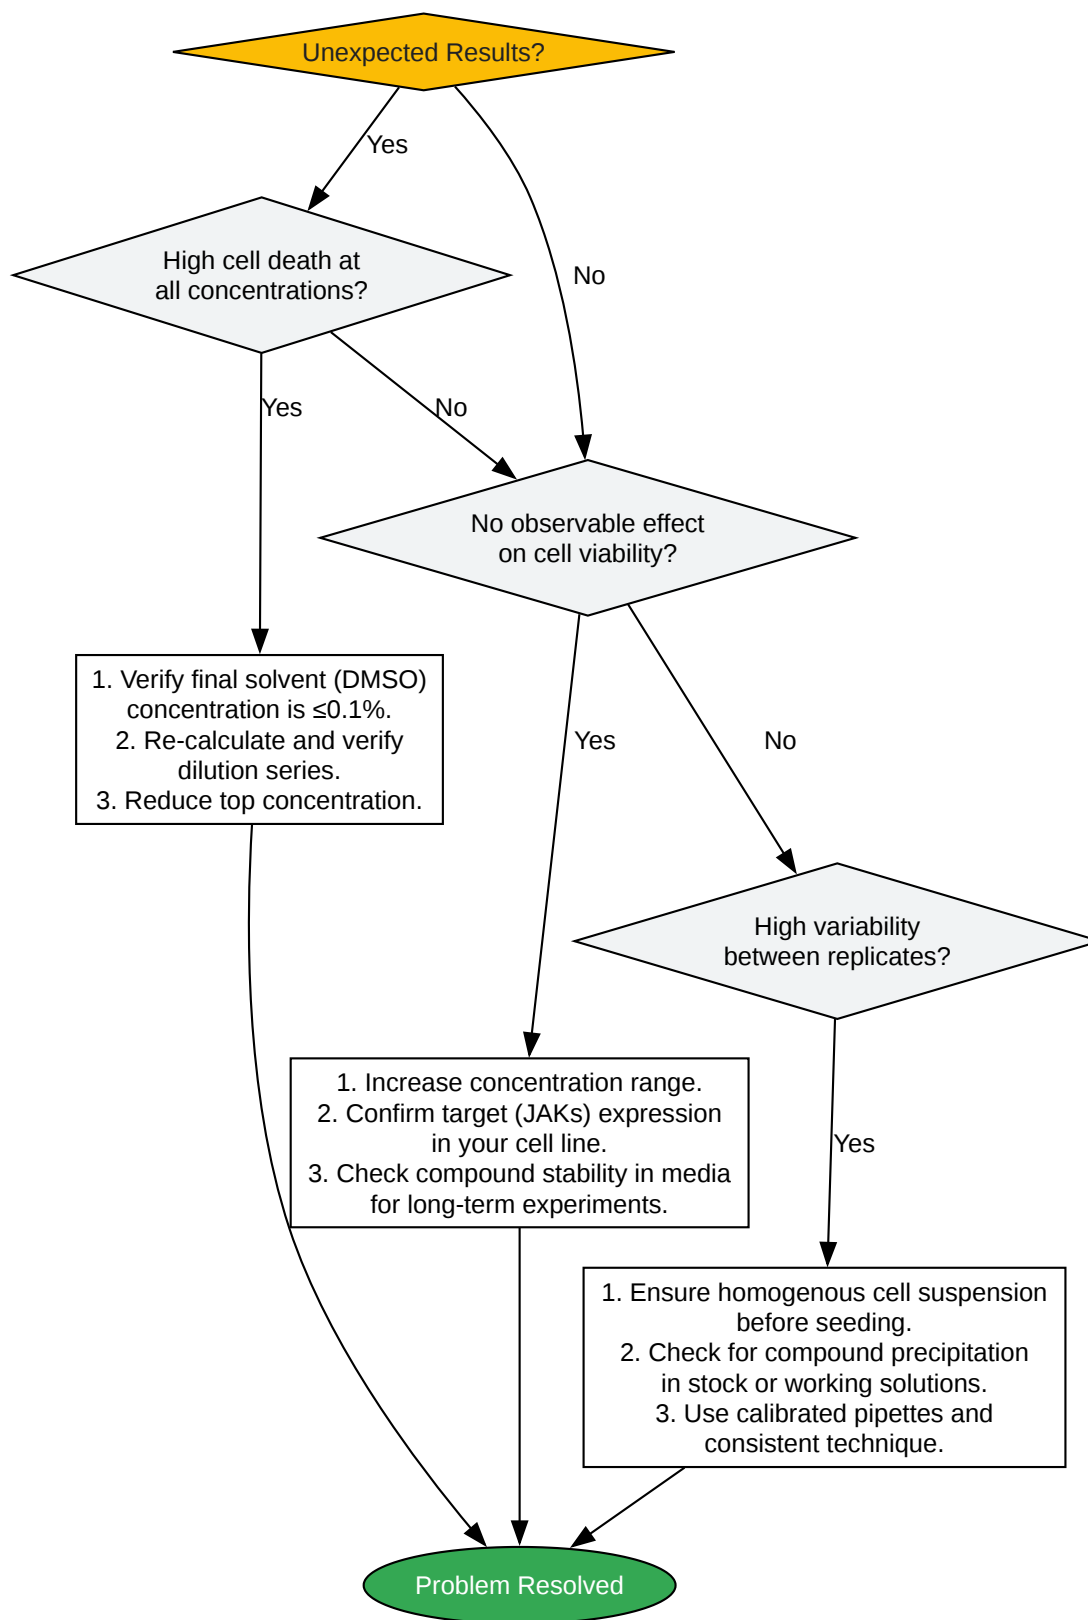 Unexpected Results?
Yes
No
High cell death at
all concentrations?
Yes
No
No observable effect
on cell viability?
1. Verify final solvent (DMSO)
concentration is ≤0.1%.
2. Re-calculate and verify
dilution series.
3. Reduce top concentration.
Yes
No
High variability
between replicates?
1. Increase concentration range.
2. Confirm target (JAKs) expression
in your cell line.
3. Check compound stability in media
for long-term experiments.
Yes
1. Ensure homogenous cell suspension
before seeding.
2. Check for compound precipitation
in stock or working solutions.
3. Use calibrated pipettes and
consistent technique.
Problem Resolved